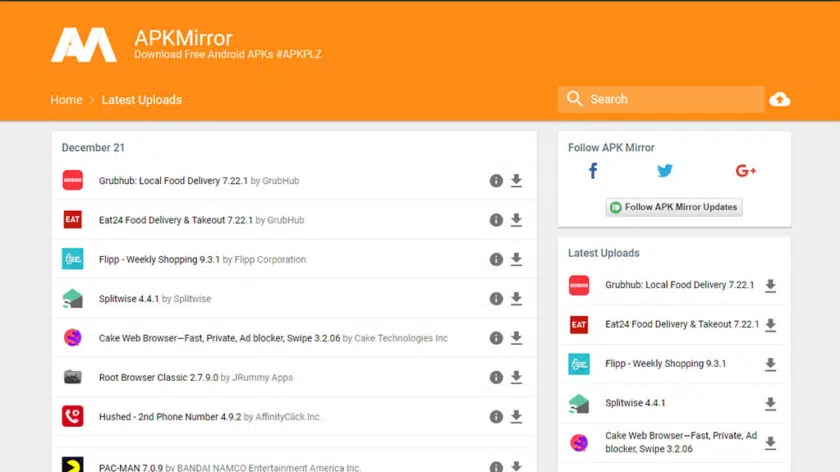 APKMirror
Download Free Android APKs #APKPLZ
Home > Latest Uploads
Search
December 21
GRUBHUB
Grubhub: Local Food Delivery 7.22.1 by GrubHub
EAT
Eat24 Food Delivery & Takeout 7.22.1 by GrubHub
flipp
Flipp - Weekly Shopping 9.3.1 by Flipp Corporation
Splitwise 4.4.1 by Splitwise
Cake Web Browser—Fast, Private, Ad blocker, Swipe 3.2.06 by Cake Technologies Inc
Root Browser Classic 2.7.9.0 by JRummy Apps
Hushed - 2nd Phone Number 4.9.2 by AffinityClick Inc.
PAC-MAN 7.0.9 by BANDAI NAMCO Entertainment America Inc.
Follow APK Mirror
f
G+
Follow APK Mirror Updates
Latest Uploads
GRUBHUB
Grubhub: Local Food Delivery 7.22.1
EAT
Eat24 Food Delivery & Takeout 7.22.1
flipp
Flipp - Weekly Shopping 9.3.1
Splitwise 4.4.1
Cake Web Browser—Fast, Private, Ad
blocker, Swipe 3.2.06